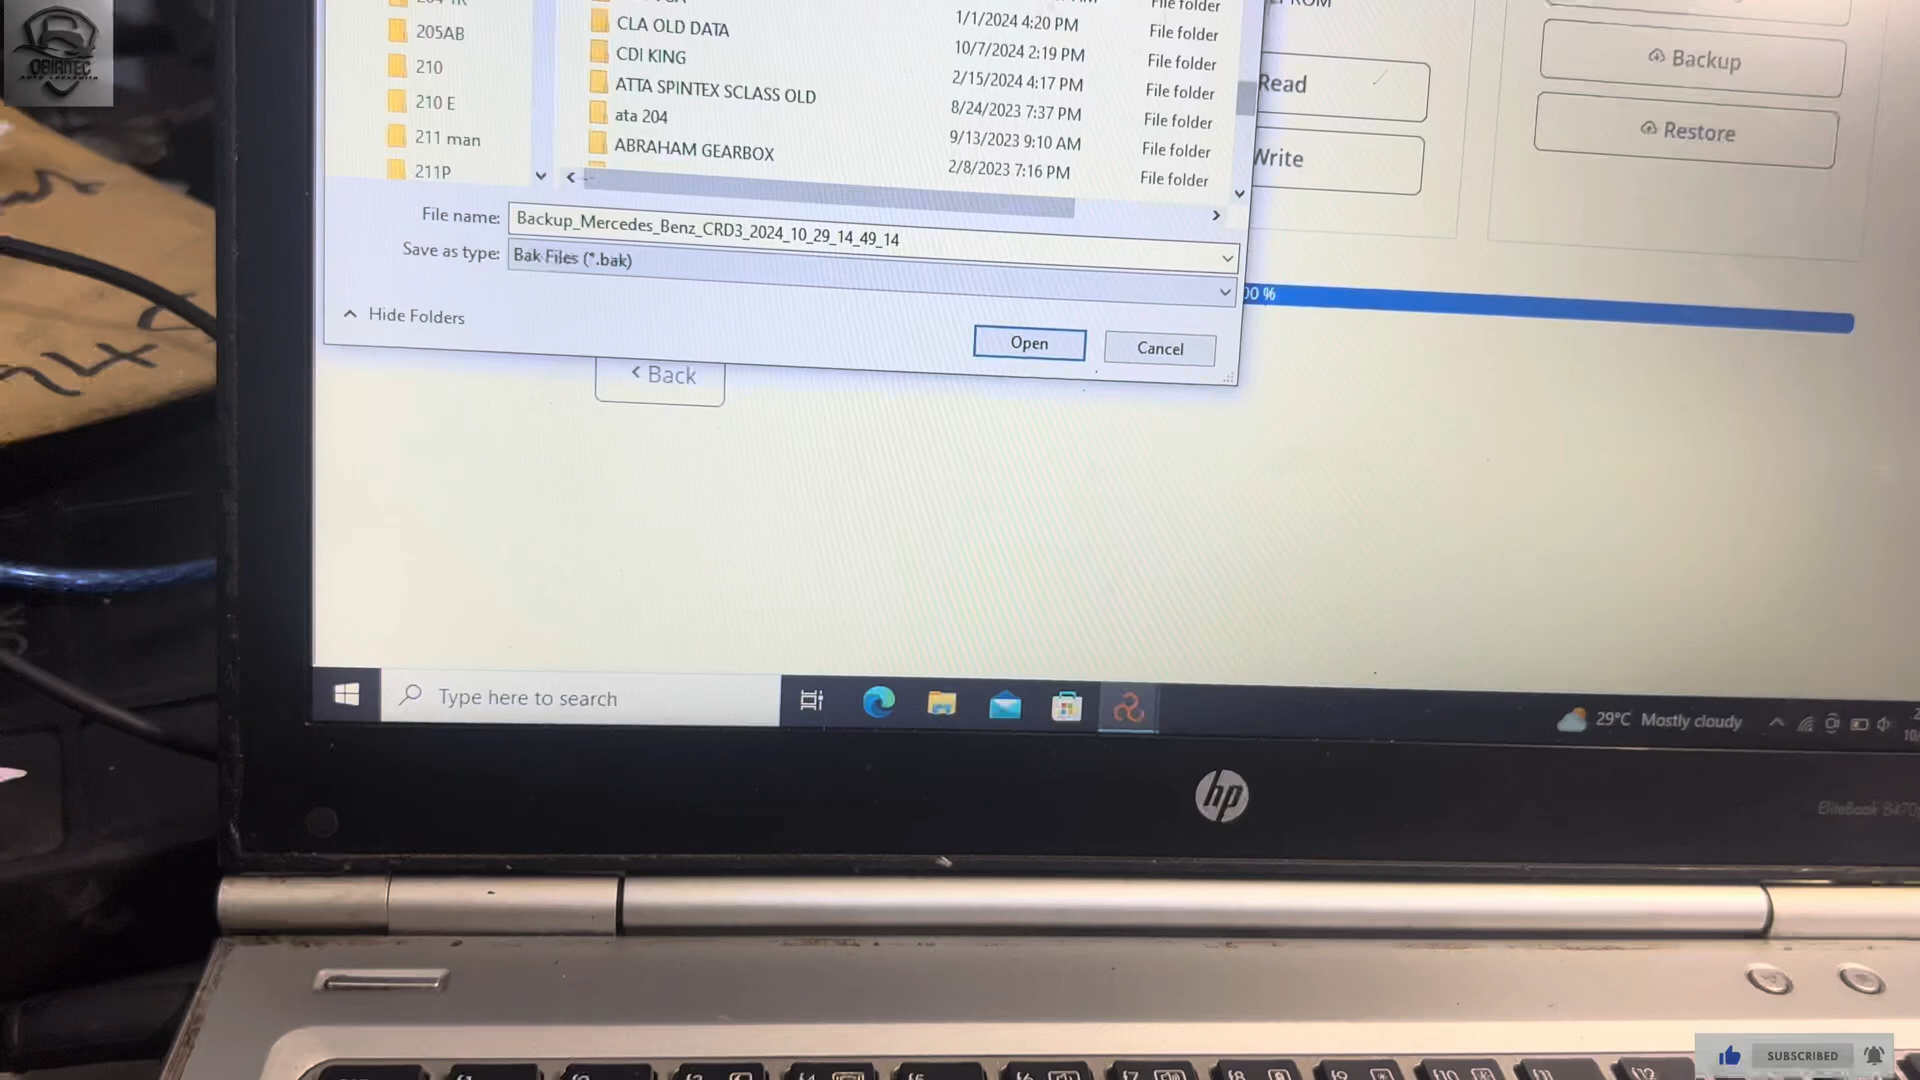 CLA OLD DATA 1/1/2024 4:20 PM File folder
CDI KING 10/7/2024 2:19 PM File folder
ATTA SPINTEX SCLASS OLD 2/15/2024 4:17 PM File folder
ata 204 8/24/2023 7:37 PM File folder
ABRAHAM GEARBOX 9/13/2023 9:10 AM File folder
2/8/2023 7:16 PM File folder
205AB
210
210 E
211 man
211P
File name: Backup_Mercedes_Benz_CRD3_2024_10_29_14_49_14
Save as type: Bak Files (*.bak)
Hide Folders
Open
Cancel
Back
Read
Write
Backup
Restore
00 %
Type here to search
29°C Mostly cloudy
hp
EliteBook 8470p
SUBSCRIBED